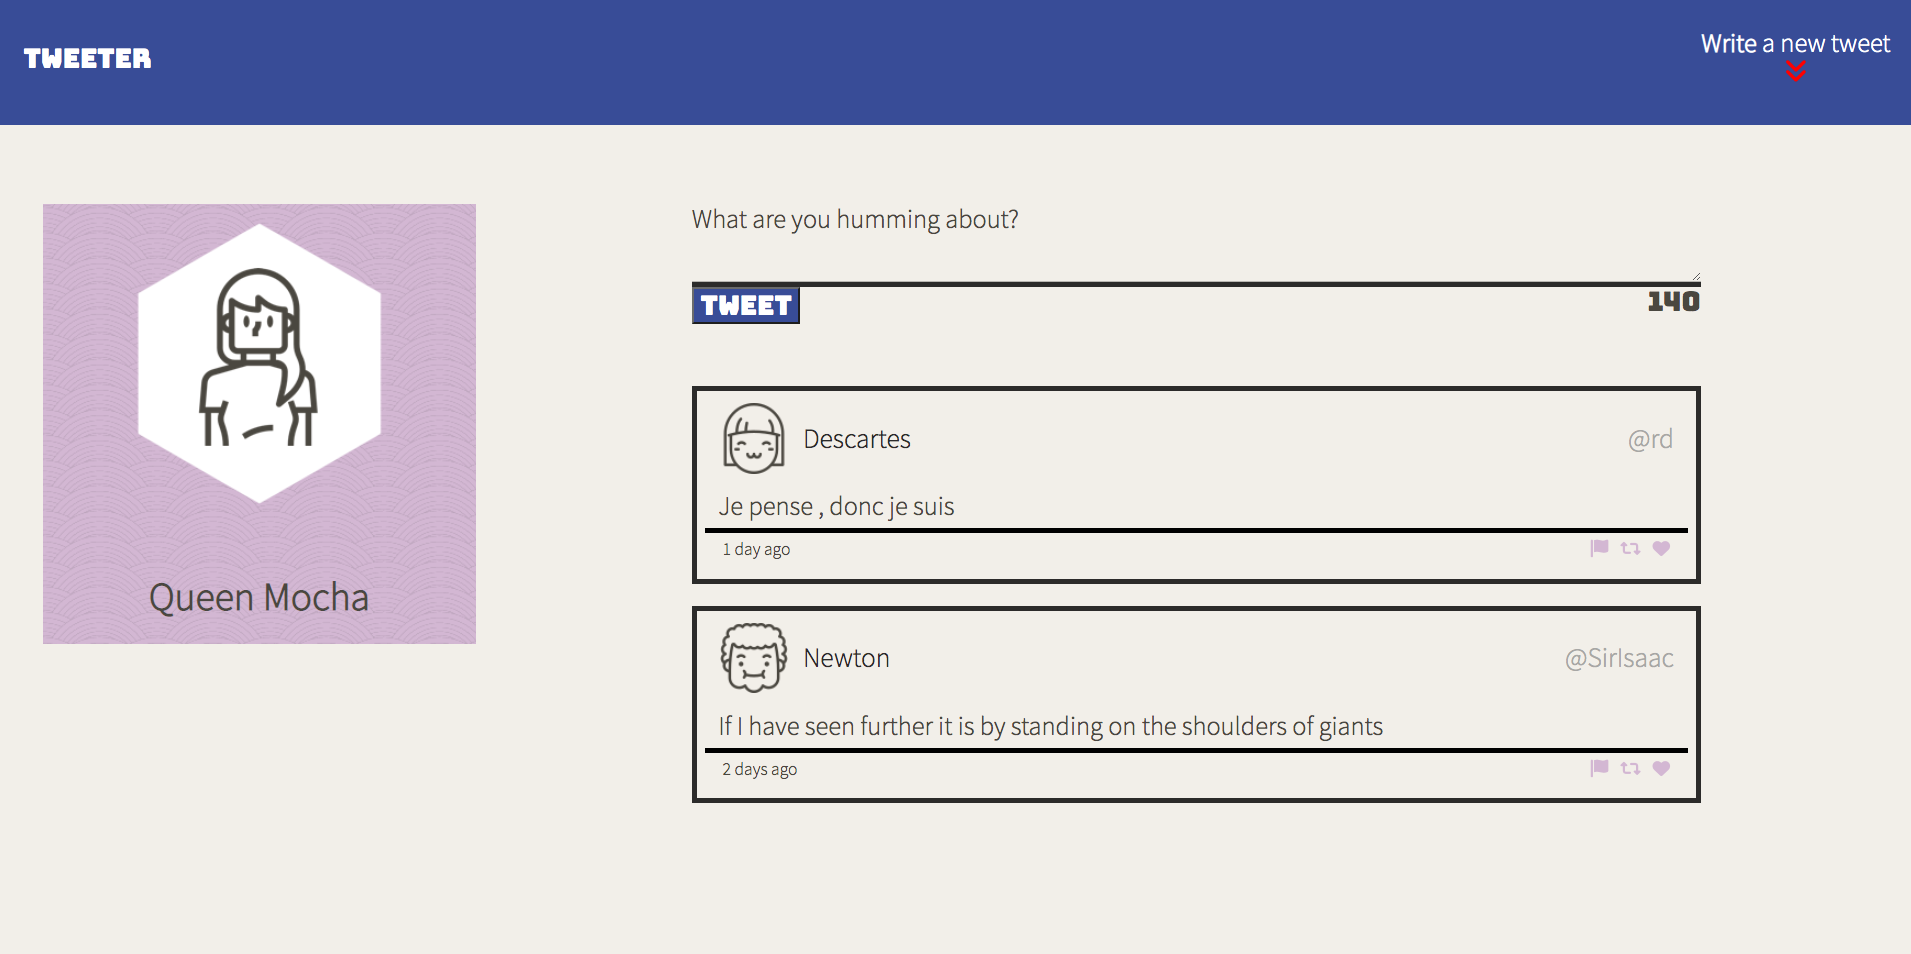 TWEETER
Write a new tweet
Queen Mocha
What are you humming about?
TWEET
140
Descartes
@rd
Je pense , donc je suis
1 day ago
Newton
@SirIsaac
If I have seen further it is by standing on the shoulders of giants
2 days ago